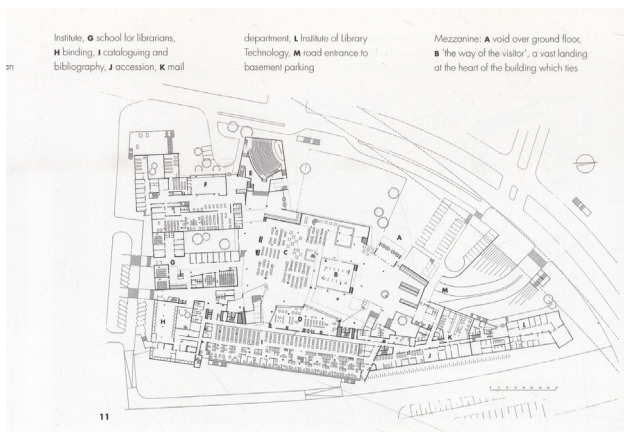 Institute, G school for librarians,
H binding, I cataloguing and
bibliography, J accession, K mail
department, L Institute of Library
Technology, M road entrance to
basement parking
Mezzanine: A void over ground floor,
B 'the way of the visitor', a vast landing
at the heart of the building which ties
an
F
E
A
C
G
M
D
H
I
K
L
J
11